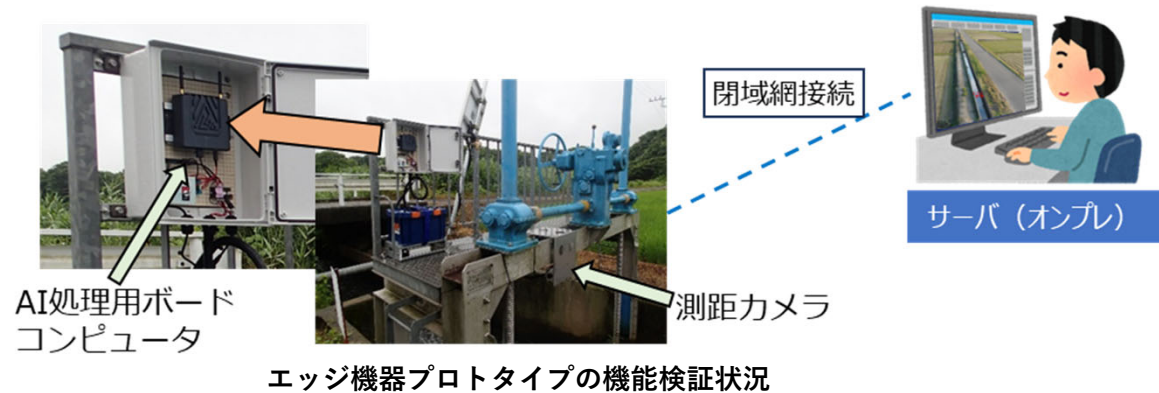 閉域網接続
サーバ（オンプレ）
AI処理用ボード
コンピュータ
測距カメラ
エッジ機器プロトタイプの機能検証状況